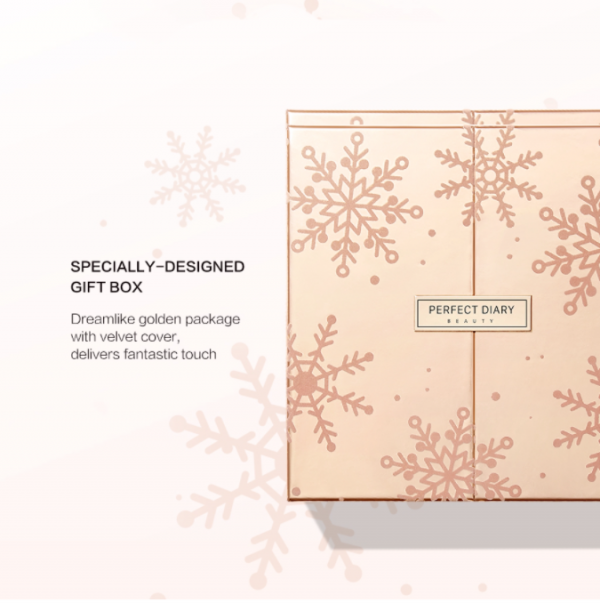 SPECIALLY-DESIGNED
GIFT BOX
Dreamlike golden package
with velvet cover,
delivers fantastic touch
PERFECT DIARY
BEAUTY